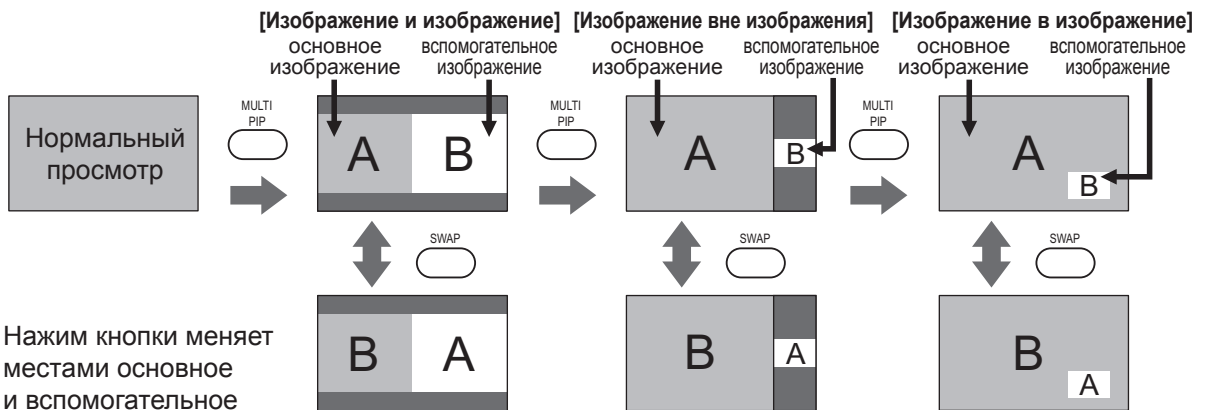 [Изображение и изображение] [Изображение вне изображения] [Изображение в изображение]
основное вспомогательное основное вспомогательное основное вспомогательное
изображение изображение изображение изображение изображение изображение
MULTI MULTI MULTI
PIP PIP PIP
Нормальный
просмотр
A B A B A B
SWAP SWAP SWAP
Нажим кнопки меняет
местами основное
и вспомогательное
B A B A B A